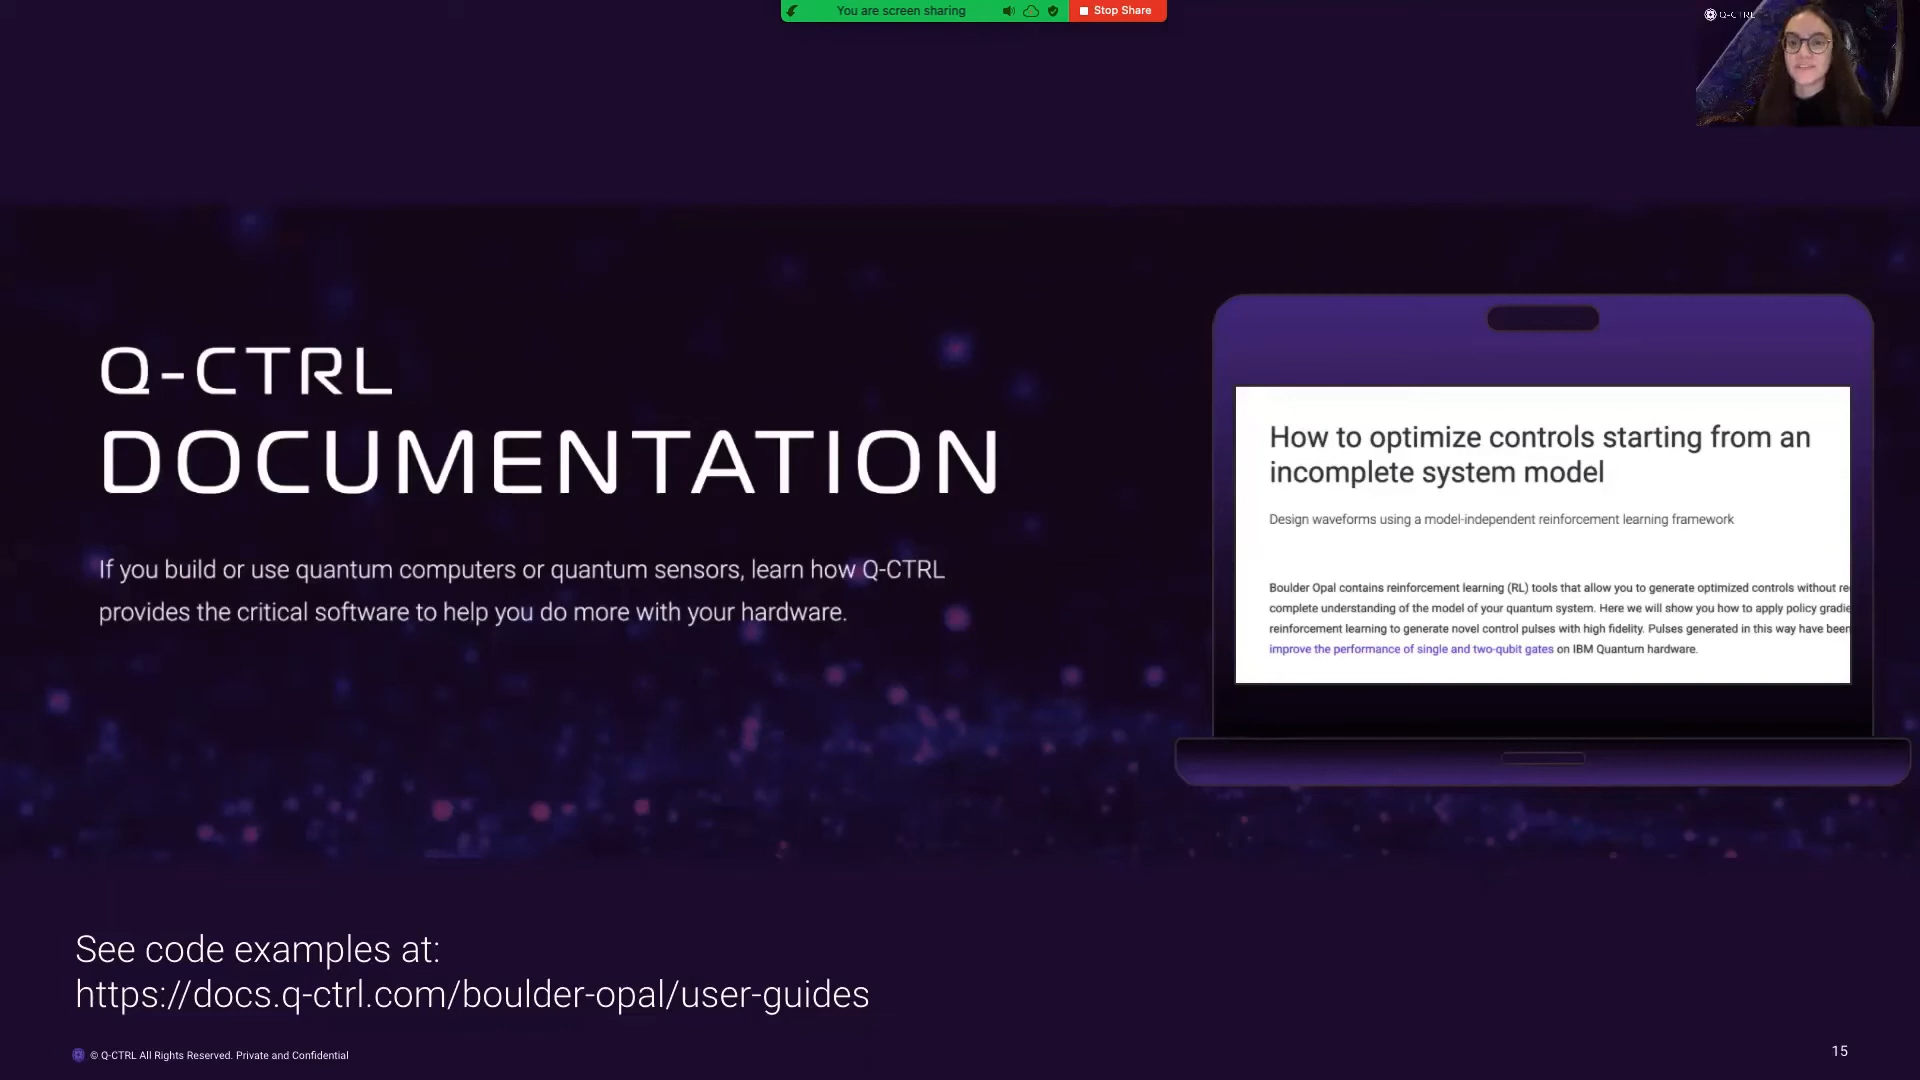 You are screen sharing
Stop Share
Q-CTRL
Q-CTRL
DOCUMENTATION
If you build or use quantum computers or quantum sensors, learn how Q-CTRL
provides the critical software to help you do more with your hardware.
How to optimize controls starting from an
incomplete system model
Design waveforms using a model-independent reinforcement learning framework
Boulder Opal contains reinforcement learning (RL) tools that allow you to generate optimized controls without re
complete understanding of the model of your quantum system. Here we will show you how to apply policy gradie
reinforcement learning to generate novel control pulses with high fidelity. Pulses generated in this way have been
improve the performance of single and two-qubit gates on IBM Quantum hardware.
See code examples at:
https://docs.q-ctrl.com/boulder-opal/user-guides
© Q-CTRL All Rights Reserved. Private and Confidential
15